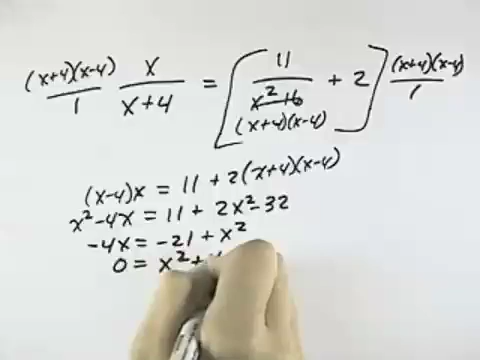 (x+4)(x-4)/1 x/(x+4) = [11/(x²-16) (x+4)(x-4) + 2] (x+4)(x-4)/1
(x-4)x = 11 + 2(x+4)(x-4)
x²-4x = 11 + 2x²-32
-4x = -21 + x²
0 = x² +